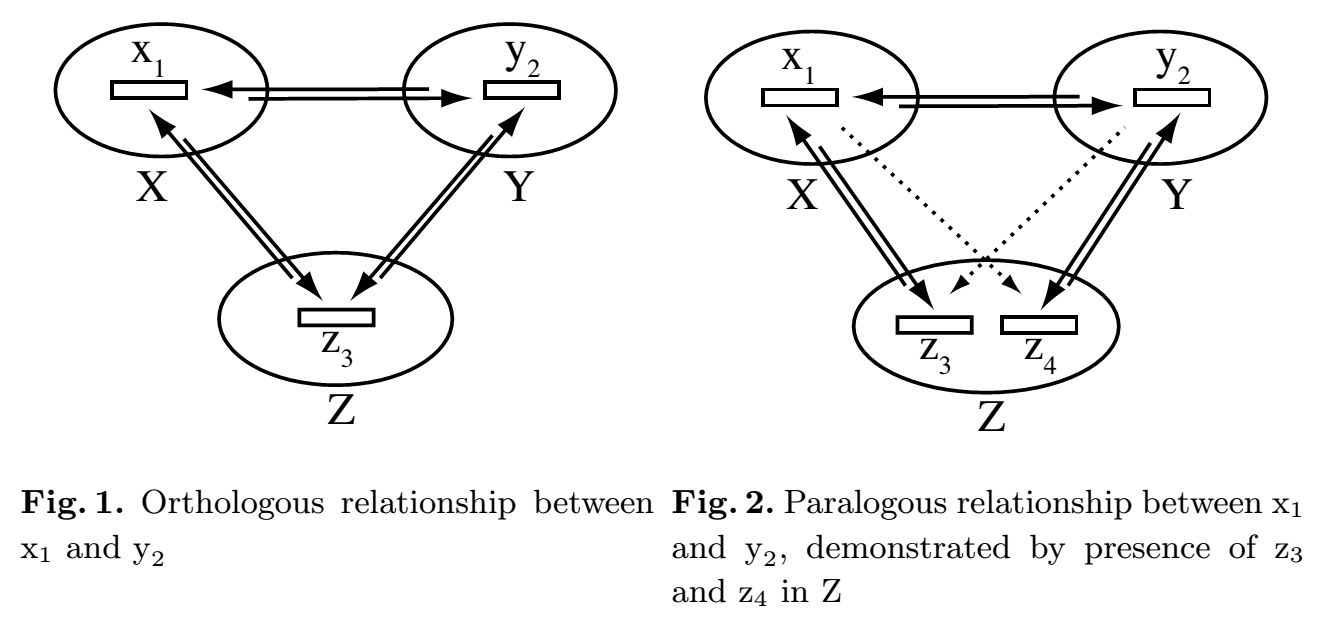 x1
y2
X
Y
z3
Z
x1
y2
X
Y
z3
z4
Z
Fig. 1. Orthologous relationship between
x1 and y2
Fig. 2. Paralogous relationship between x1
and y2, demonstrated by presence of z3
and z4 in Z